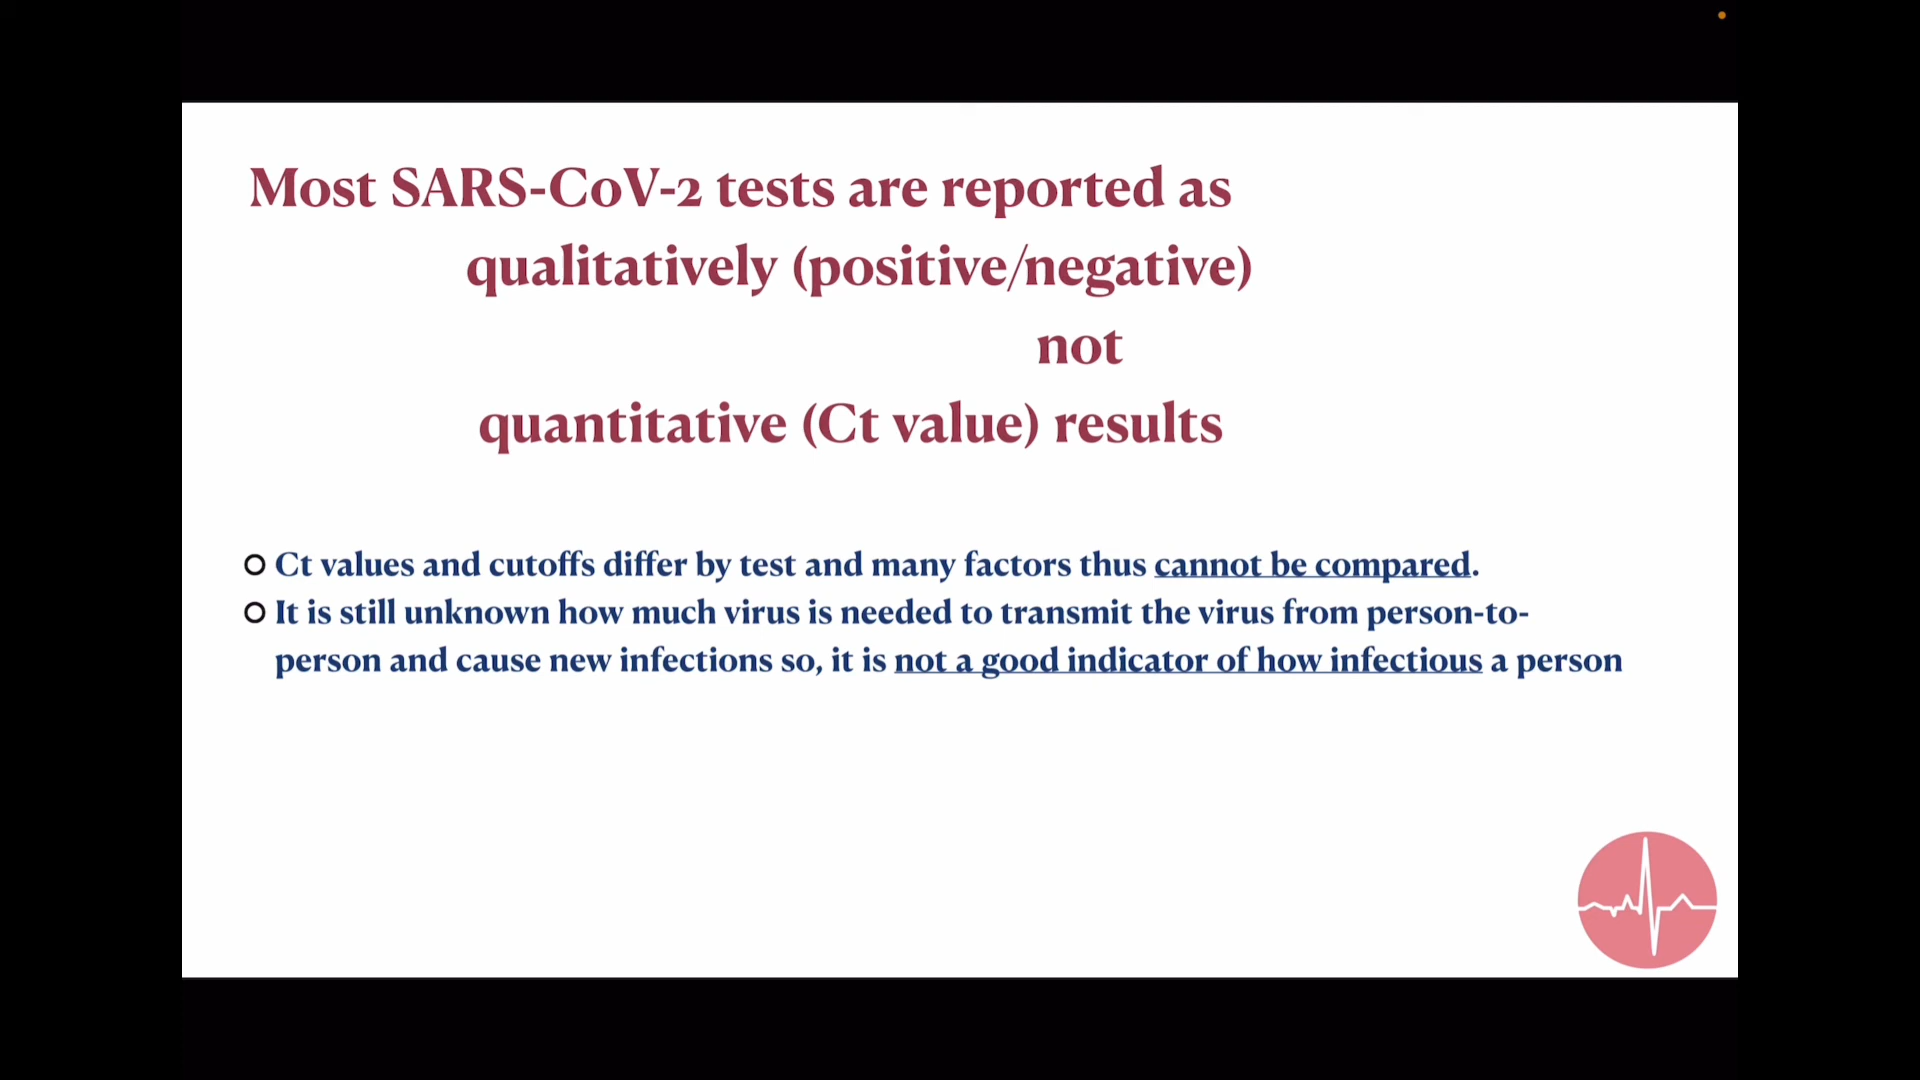 Most SARS-CoV-2 tests are reported as
qualitatively (positive/negative)
not
quantitative (Ct value) results
Ct values and cutoffs differ by test and many factors thus cannot be compared.
It is still unknown how much virus is needed to transmit the virus from person-to-
person and cause new infections so, it is not a good indicator of how infectious a person